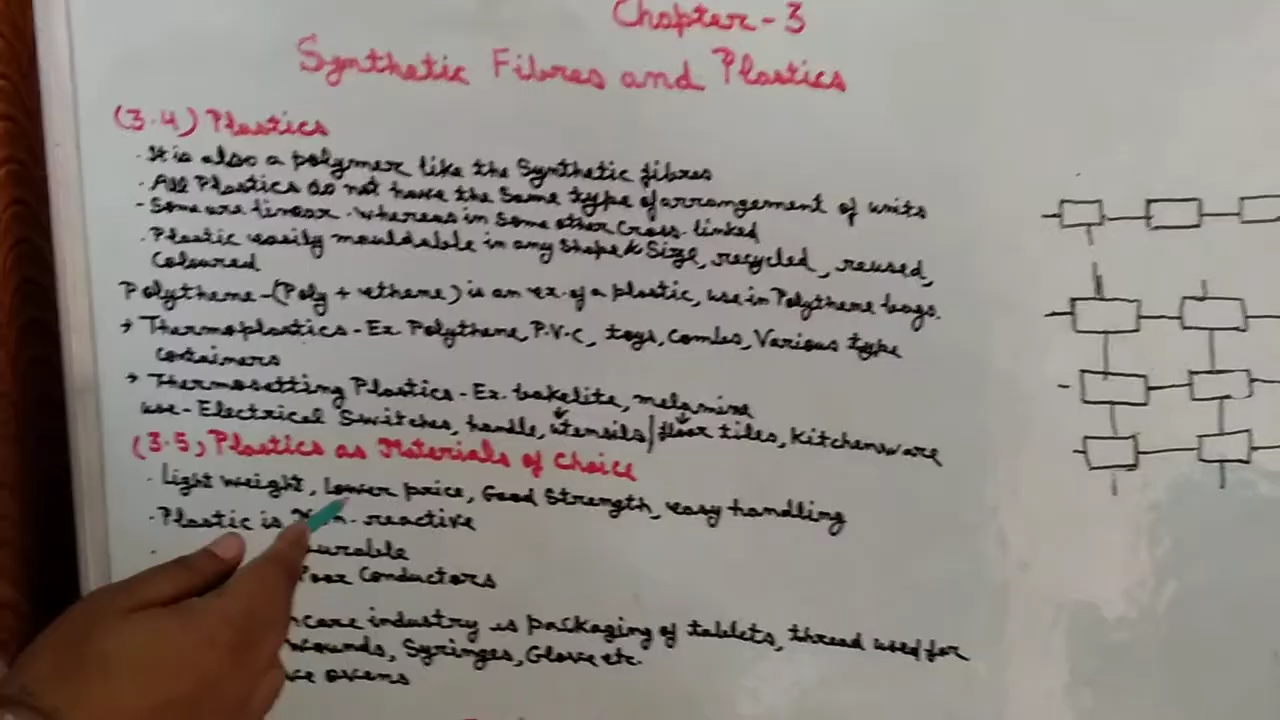 Chapter-3
Synthetic Fibres and Plastics
(3.4) Plastics
· It is also a polymer like the Synthetic fibres
· All Plastics do not have the Same type of arrangement of units
- Some are linear. whereas in Some other Cross-linked
· Plastic easily mouldable in any Shape & Size, recycled, reused,
Coloured
Polythene-(Poly + ethene) is an ex. of a plastic, use in Polythene bags.
→ Thermoplastics - Ex. Polythene, P.V.C, toys, Combs, Various type
containers
→ Thermosetting Plastics - Ex. bakelite, melamine
use- Electrical Switches, handle, utensils/floor tiles, Kitchenware
(3.5) Plastics as Materials of Choice
· Light weight, Lower price, Good Strength, easy handling
· Plastic is reactive
Durable
Poor Conductors
care industry is packaging of tablets, thread used for
wounds, Syringes, Glove etc.
ovens